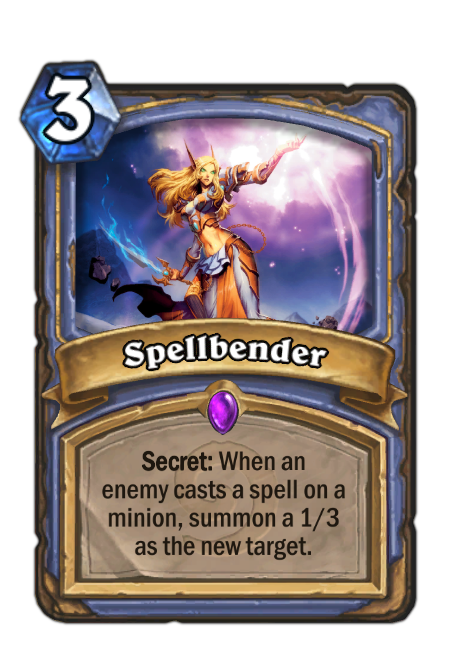 3
Spellbender
Secret: When an
enemy casts a spell on a
minion, summon a 1/3
as the new target.